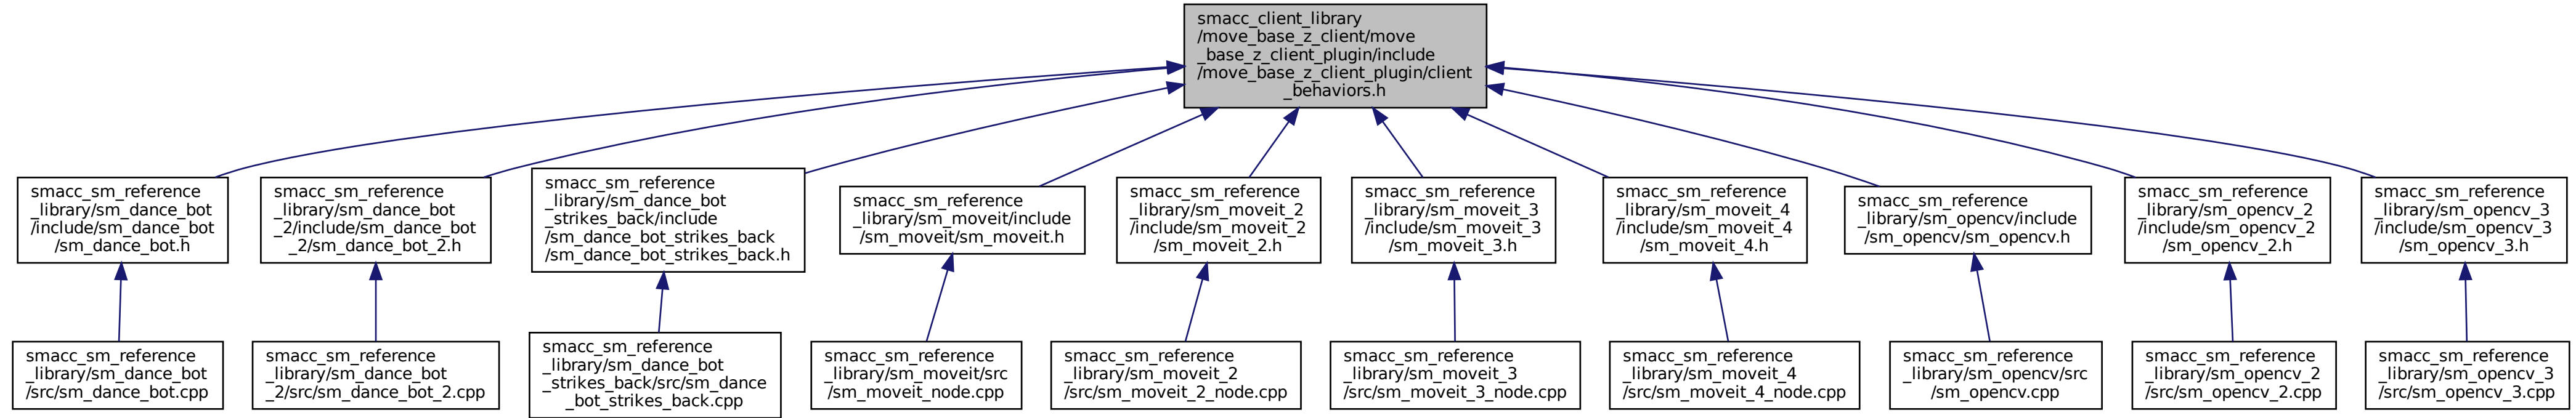 smacc_client_library
/move_base_z_client/move
_base_z_client_plugin/include
/move_base_z_client_plugin/client
_behaviors.h
smacc_sm_reference
_library/sm_dance_bot
/include/sm_dance_bot
/sm_dance_bot.h
smacc_sm_reference
_library/sm_dance_bot
_2/include/sm_dance_bot
_2/sm_dance_bot_2.h
smacc_sm_reference
_library/sm_dance_bot
_strikes_back/include
/sm_dance_bot_strikes_back
/sm_dance_bot_strikes_back.h
smacc_sm_reference
_library/sm_moveit/include
/sm_moveit/sm_moveit.h
smacc_sm_reference
_library/sm_moveit_2
/include/sm_moveit_2
/sm_moveit_2.h
smacc_sm_reference
_library/sm_moveit_3
/include/sm_moveit_3
/sm_moveit_3.h
smacc_sm_reference
_library/sm_moveit_4
/include/sm_moveit_4
/sm_moveit_4.h
smacc_sm_reference
_library/sm_opencv/include
/sm_opencv/sm_opencv.h
smacc_sm_reference
_library/sm_opencv_2
/include/sm_opencv_2
/sm_opencv_2.h
smacc_sm_reference
_library/sm_opencv_3
/include/sm_opencv_3
/sm_opencv_3.h
smacc_sm_reference
_library/sm_dance_bot
/src/sm_dance_bot.cpp
smacc_sm_reference
_library/sm_dance_bot
_2/src/sm_dance_bot_2.cpp
smacc_sm_reference
_library/sm_dance_bot
_strikes_back/src/sm_dance
_bot_strikes_back.cpp
smacc_sm_reference
_library/sm_moveit/src
/sm_moveit_node.cpp
smacc_sm_reference
_library/sm_moveit_2
/src/sm_moveit_2_node.cpp
smacc_sm_reference
_library/sm_moveit_3
/src/sm_moveit_3_node.cpp
smacc_sm_reference
_library/sm_moveit_4
/src/sm_moveit_4_node.cpp
smacc_sm_reference
_library/sm_opencv/src
/sm_opencv.cpp
smacc_sm_reference
_library/sm_opencv_2
/src/sm_opencv_2.cpp
smacc_sm_reference
_library/sm_opencv_3
/src/sm_opencv_3.cpp